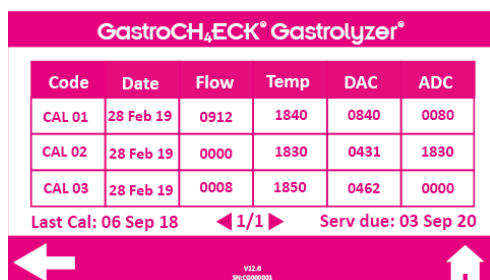 GastroCH₄ECK® Gastrolyzer®
Code Date Flow Temp DAC ADC
CAL 01 28 Feb 19 0912 1840 0840 0080
CAL 02 28 Feb 19 0000 1830 0431 1830
CAL 03 28 Feb 19 0008 1850 0462 0000
Last Cal: 06 Sep 18 ◀1/1▶ Serv due: 03 Sep 20
V12.0
SN:CG000001